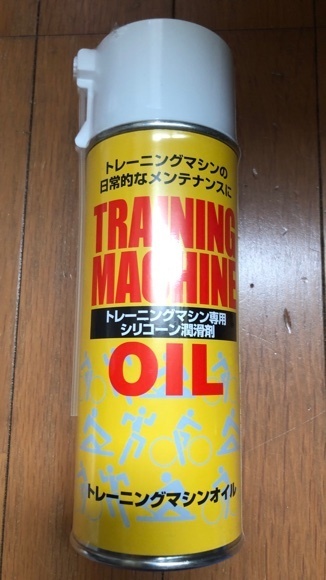 トレーニングマシンの
日常的なメンテナンスに
TRAINING
MACHINE
トレーニングマシン専用
シリコーン潤滑剤
OIL
トレーニングマシンオイル